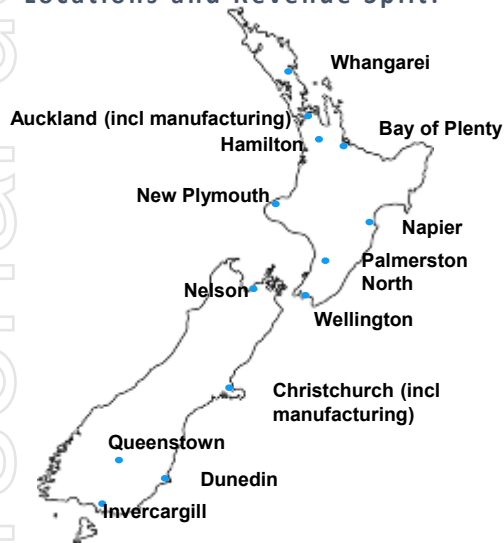 Locations and Revenue Split:
Whangarei
Auckland (incl manufacturing)
Bay of Plenty
Hamilton
New Plymouth
Napier
Palmerston
North
Nelson
Wellington
Christchurch (incl
manufacturing)
Queenstown
Dunedin
Invercargill